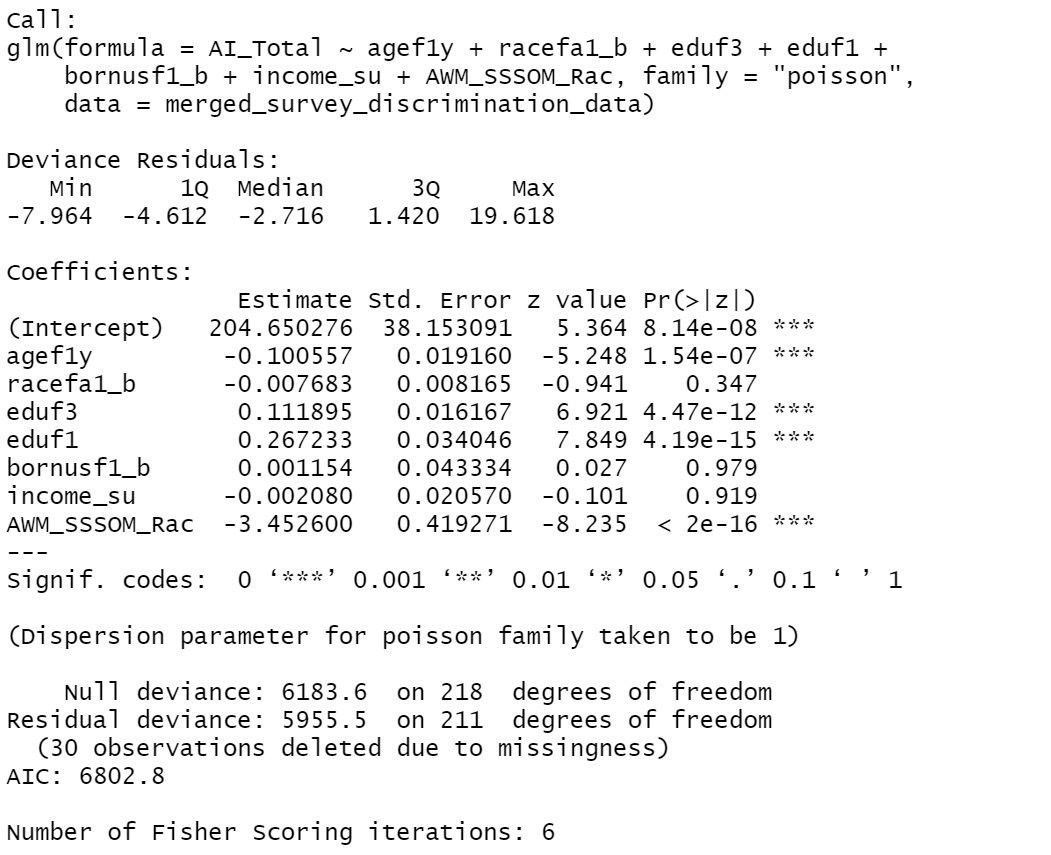 Call:
glm(formula = AI_Total ~ agef1y + racefa1_b + eduf3 + eduf1 +
    bornusf1_b + income_su + AWM_SSSOM_Rac, family = "poisson",
    data = merged_survey_discrimination_data)

Deviance Residuals:
   Min      1Q  Median      3Q     Max
-7.964  -4.612  -2.716   1.420  19.618

Coefficients:
               Estimate Std. Error z value Pr(>|z|)
(Intercept)   204.650276  38.153091   5.364 8.14e-08 ***
agef1y         -0.100557   0.019160  -5.248 1.54e-07 ***
racefa1_b      -0.007683   0.008165  -0.941    0.347
eduf3           0.111895   0.016167   6.921 4.47e-12 ***
eduf1           0.267233   0.034046   7.849 4.19e-15 ***
bornusf1_b      0.001154   0.043334   0.027    0.979
income_su      -0.002080   0.020570  -0.101    0.919
AWM_SSSOM_Rac  -3.452600   0.419271  -8.235  < 2e-16 ***
---
Signif. codes:  0 ‘***’ 0.001 ‘**’ 0.01 ‘*’ 0.05 ‘.’ 0.1 ‘ ’ 1

(Dispersion parameter for poisson family taken to be 1)

    Null deviance: 6183.6  on 218  degrees of freedom
Residual deviance: 5955.5  on 211  degrees of freedom
  (30 observations deleted due to missingness)
AIC: 6802.8

Number of Fisher Scoring iterations: 6